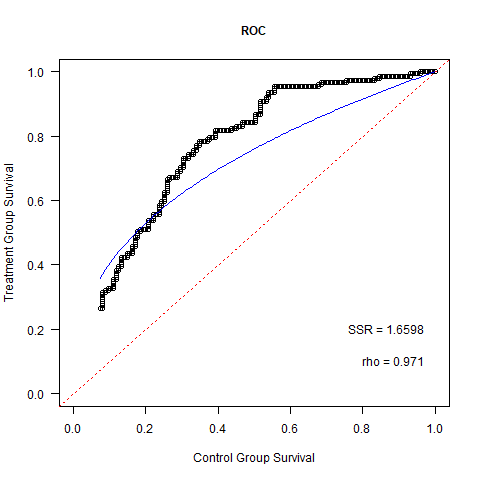 ROC
Treatment Group Survival
1.0
0.8
0.6
0.4
0.2
0.0
SSR = 1.6598
rho = 0.971
0.0 0.2 0.4 0.6 0.8 1.0
Control Group Survival